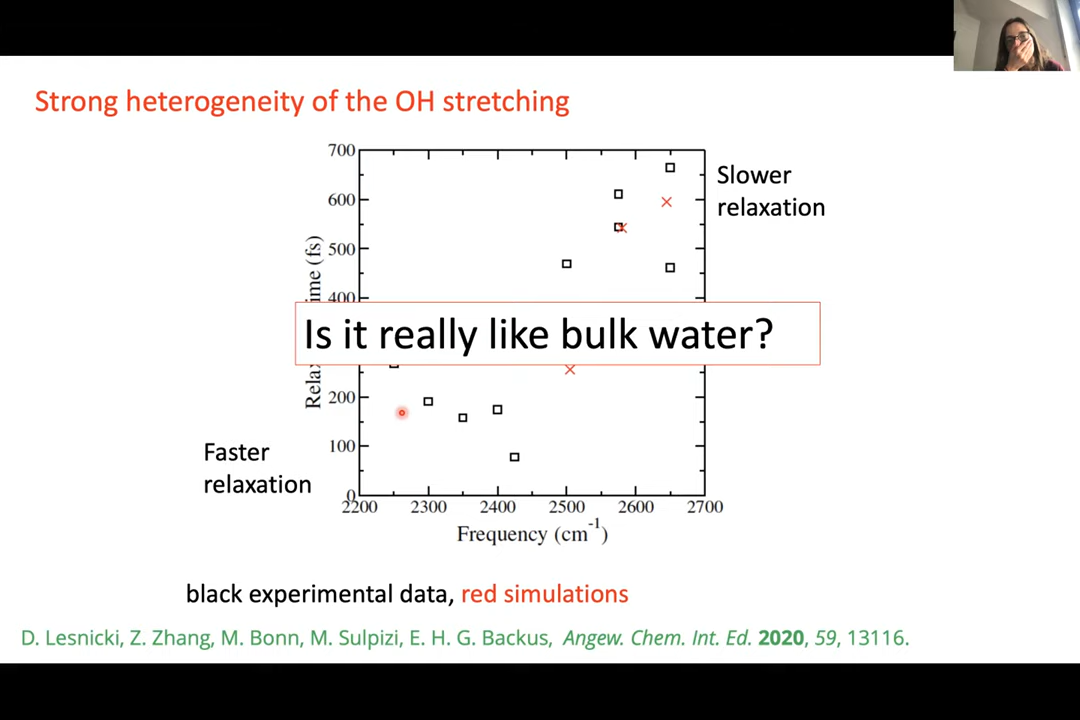 Strong heterogeneity of the OH stretching
700
600
500
400
200
100
0
2200 2300 2400 2500 2600 2700
Frequency (cm-1)
Slower
relaxation
Is it really like bulk water?
Faster
relaxation
black experimental data, red simulations
D. Lesnicki, Z. Zhang, M. Bonn, M. Sulpizi, E. H. G. Backus, Angew. Chem. Int. Ed. 2020, 59, 13116.